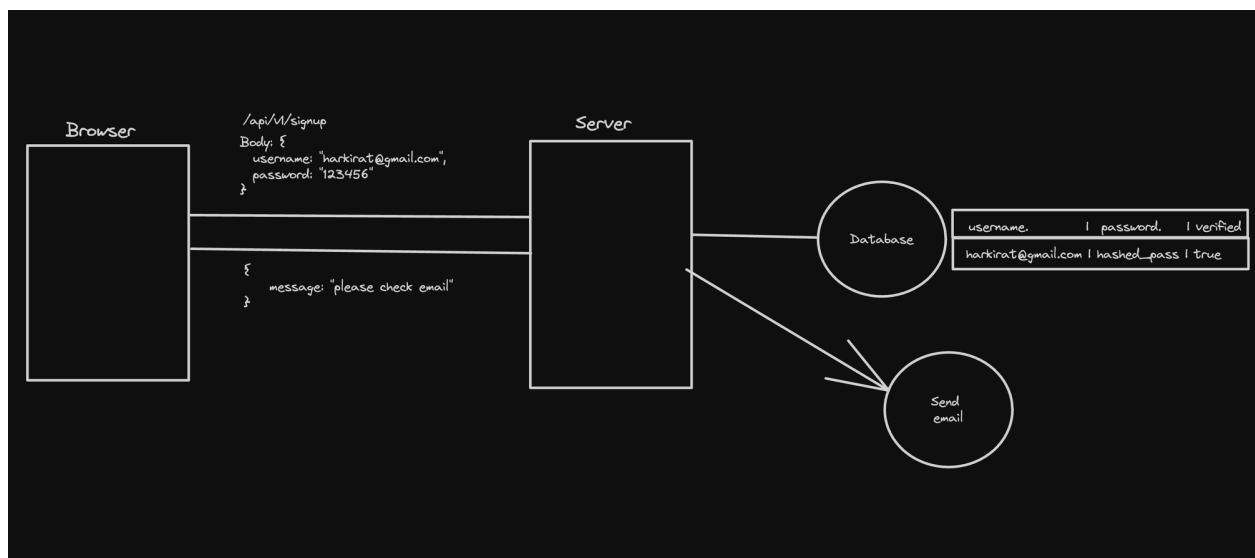 Browser
/api/v1/signup
Body: {
username: "harkirat@gmail.com",
password: "123456"
}
{
message: "please check email"
}
Server
Database
username. | password. | verified
harkirat@gmail.com | hashed_pass | true
Send
email